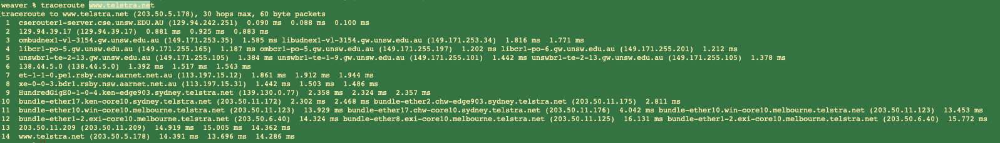 weaver % traceroute www.telstra.net
traceroute to www.telstra.net (203.50.5.178), 30 hops max, 60 byte packets
1 cserouter1-server.cse.unsw.EDU.AU (129.94.242.251) 0.090 ms 0.088 ms 0.100 ms
2 129.94.39.17 (129.94.39.17) 0.881 ms 0.925 ms 0.883 ms
3 ombudnex1-vl-3154.gw.unsw.edu.au (149.171.253.35) 1.585 ms libudnex1-vl-3154.gw.unsw.edu.au (149.171.253.34) 1.816 ms 1.771 ms
4 libcr1-po-5.gw.unsw.edu.au (149.171.255.165) 1.187 ms ombcr1-po-5.gw.unsw.edu.au (149.171.255.197) 1.202 ms libcr1-po-6.gw.unsw.edu.au (149.171.255.201) 1.212 ms
5 unswbr1-te-2-13.gw.unsw.edu.au (149.171.255.105) 1.384 ms unswbr1-te-1-9.gw.unsw.edu.au (149.171.255.101) 1.442 ms unswbr1-te-2-13.gw.unsw.edu.au (149.171.255.105) 1.378 ms
6 138.44.5.0 (138.44.5.0) 1.392 ms 1.517 ms 1.543 ms
7 et-1-1-0.pe1.rsby.nsw.aarnet.net.au (113.197.15.12) 1.861 ms 1.912 ms 1.944 ms
8 xe-0-0-3.bdr1.rsby.nsw.aarnet.net.au (113.197.15.31) 1.442 ms 1.503 ms 1.486 ms
9 HundredGigE0-1-0-4.ken-edge903.sydney.telstra.net (139.130.0.77) 2.358 ms 2.324 ms 2.357 ms
10 bundle-ether17.ken-core10.sydney.telstra.net (203.50.11.172) 2.302 ms 2.468 ms bundle-ether2.chw-edge903.sydney.telstra.net (203.50.11.175) 2.811 ms
11 bundle-ether10.win-core10.melbourne.telstra.net (203.50.11.123) 13.929 ms bundle-ether17.chw-core10.sydney.telstra.net (203.50.11.176) 4.042 ms bundle-ether10.win-core10.melbourne.telstra.net (203.50.11.123) 13.453 ms
12 bundle-ether1-2.exi-core10.melbourne.telstra.net (203.50.6.40) 14.324 ms bundle-ether8.exi-core10.melbourne.telstra.net (203.50.11.125) 16.131 ms bundle-ether1-2.exi-core10.melbourne.telstra.net (203.50.6.40) 15.772 ms
13 203.50.11.209 (203.50.11.209) 14.919 ms 15.005 ms 14.362 ms
14 www.telstra.net (203.50.5.178) 14.391 ms 13.696 ms 14.286 ms